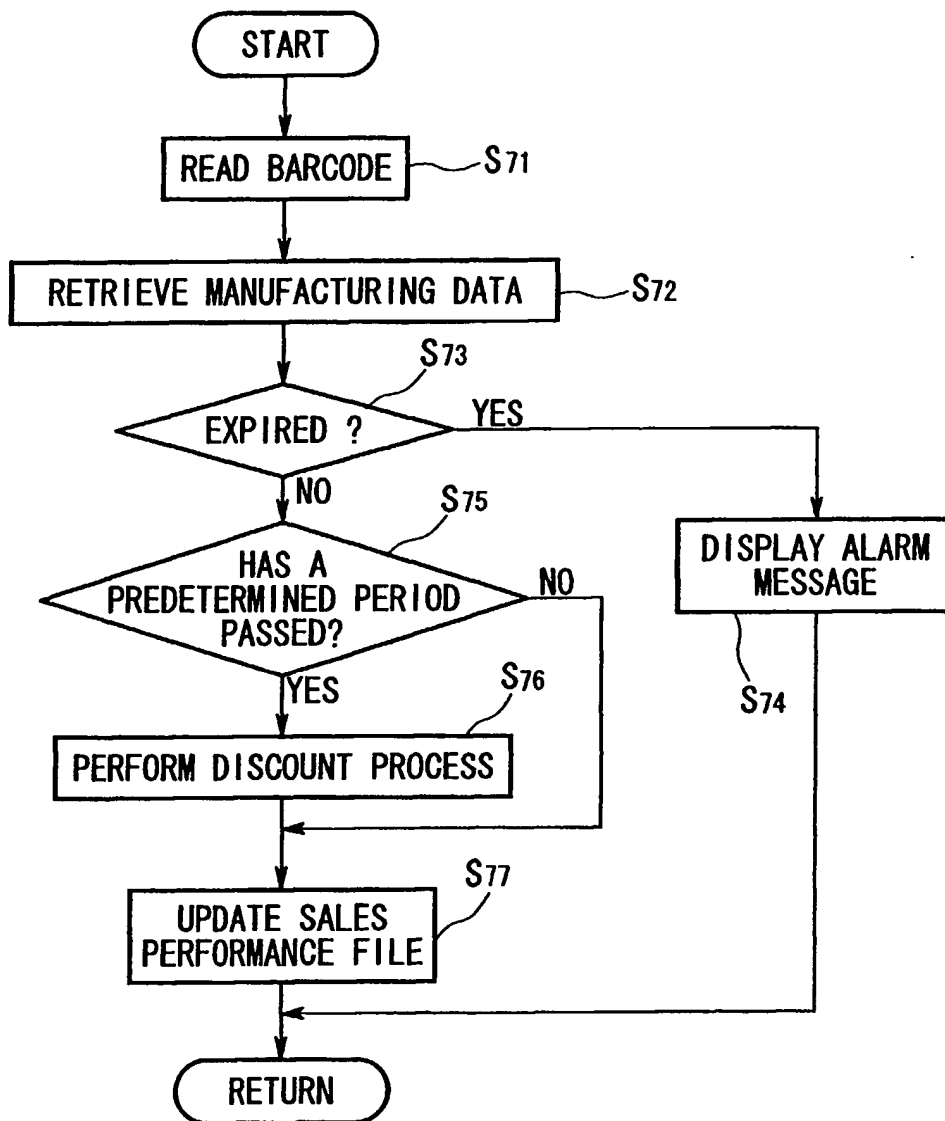 START
READ BARCODE
S71
RETRIEVE MANUFACTURING DATA
S72
S73
EXPIRED ?
YES
NO
S75
HAS A
PREDETERMINED PERIOD
PASSED?
NO
DISPLAY ALARM
MESSAGE
S74
YES
S76
PERFORM DISCOUNT PROCESS
S77
UPDATE SALES
PERFORMANCE FILE
RETURN